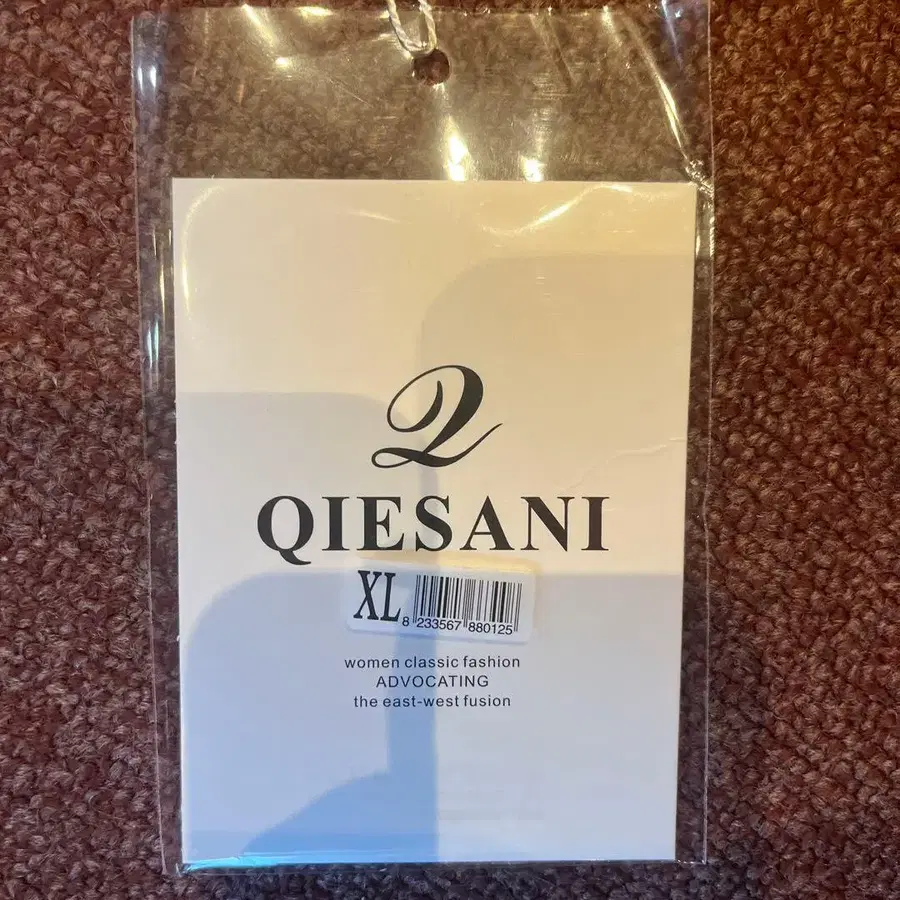 Q
QIESANI
XL
8 233567 880125
women classic fashion
ADVOCATING
the east-west fusion